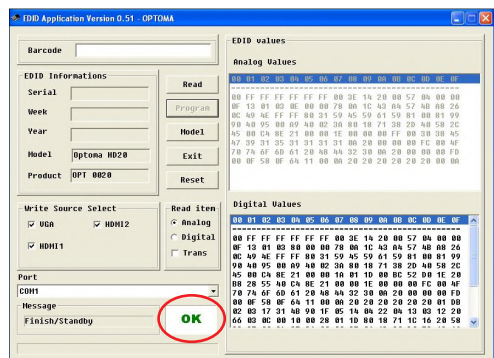 EDID Application Version 0.51 - OPTOMA
Barcode
EDID Informations
Serial
Week
Year
Model Optoma HD20
Product OPT 0020
Read
Program
Model
Exit
Reset
Write Source Select
VGA HDMI2
HDMI1
Read item
Analog
Digital
Trans
Port
COM1
Message
Finish/Standby
OK
EDID values
Analog Values
00 01 02 03 04 05 06 07 08 09 0A 0B 0C 0D 0E 0F
00 FF FF FF FF FF FF 00 3E 14 20 00 57 04 00 00
0F 13 01 03 0E 00 00 78 0A 1C 43 A4 57 4B A8 26
0C 49 4E FF FF 80 31 59 45 59 61 59 81 00 81 99
90 40 95 00 A9 40 02 3A 80 18 71 38 2D 40 58 2C
45 00 C4 8E 21 00 00 1E 00 00 00 FF 00 30 30 45
47 39 31 35 31 31 31 31 31 0A 20 00 00 00 FC 00 4F
70 74 6F 6D 61 20 48 44 32 30 0A 20 00 00 00 FD
00 0F 58 0F 64 11 00 0A 20 20 20 20 20 20 00 0A
Digital Values
00 01 02 03 04 05 06 07 08 09 0A 0B 0C 0D 0E 0F
00 FF FF FF FF FF FF 00 3E 14 20 00 57 04 00 00
0F 13 01 03 80 00 00 78 0A 1C 43 A4 57 4B A8 26
0C 49 4E FF FF 80 31 59 45 59 61 59 81 00 81 99
90 40 95 00 A9 40 02 3A 80 18 71 38 2D 40 58 2C
45 00 C4 8E 21 00 00 1A 01 1D 00 BC 52 D0 1E 20
B8 28 55 40 C4 8E 21 00 00 1E 00 00 00 FC 00 4F
70 74 6F 6D 61 20 48 44 32 30 0A 20 00 00 00 FD
00 0F 58 0F 64 11 00 0A 20 20 20 20 20 20 01 DB
02 03 17 31 4B 90 1F 05 14 04 22 04 13 03 12 20
66 03 0C 00 10 00 28 01 1D 80 18 71 1C 16 20 58